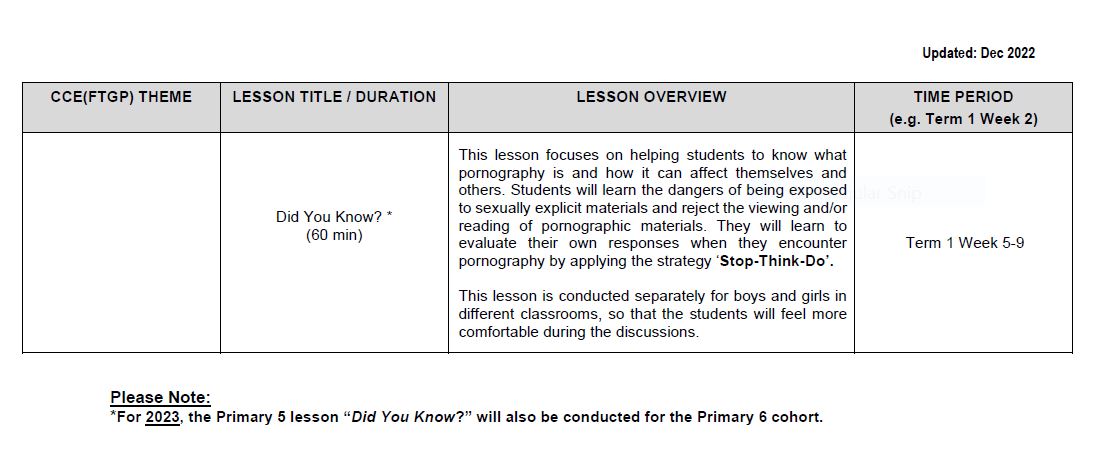 Updated: Dec 2022
CCE(FTGP) THEME
LESSON TITLE / DURATION
LESSON OVERVIEW
TIME PERIOD
(e.g. Term 1 Week 2)
Did You Know? *
(60 min)
This lesson focuses on helping students to know what
pornography is and how it can affect themselves and
others. Students will learn the dangers of being exposed
to sexually explicit materials and reject the viewing and/or
reading of pornographic materials. They will learn to
evaluate their own responses when they encounter
pornography by applying the strategy ‘Stop-Think-Do’.
This lesson is conducted separately for boys and girls in
different classrooms, so that the students will feel more
comfortable during the discussions.
Snip
Term 1 Week 5-9
Please Note:
*For 2023, the Primary 5 lesson “Did You Know?” will also be conducted for the Primary 6 cohort.